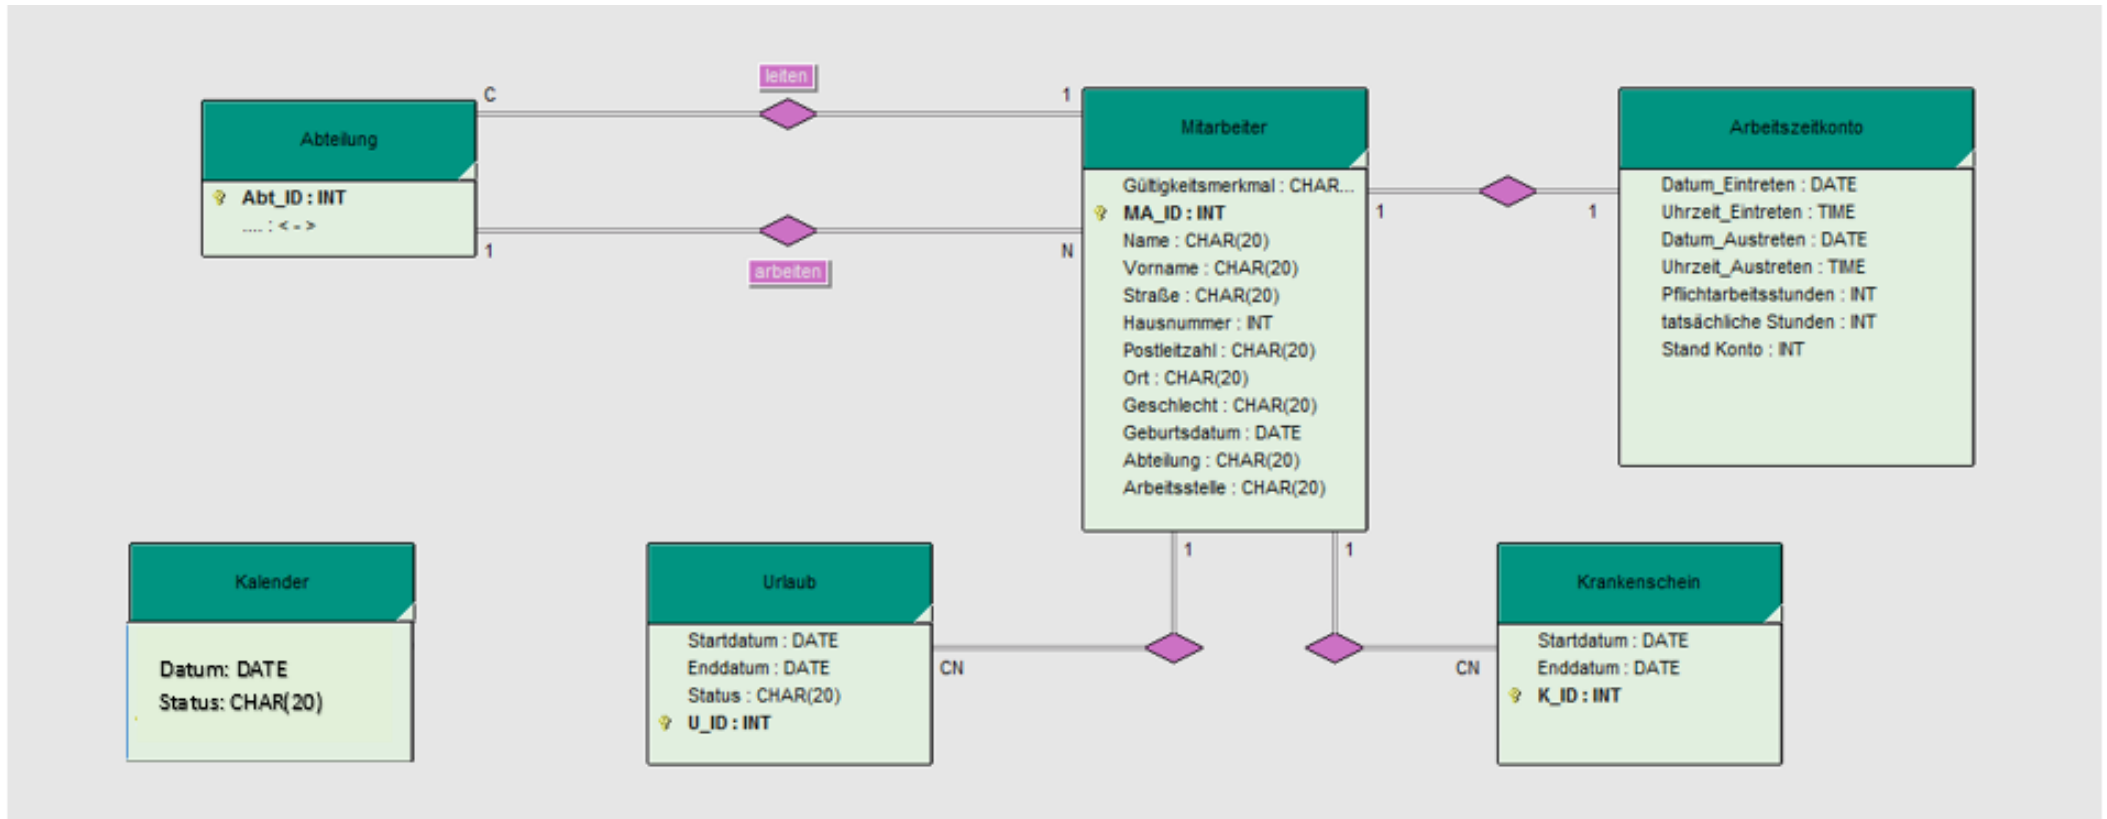 leiten
C
1
Abteilung
Abt_ID : INT
.... : < - >
1
N
arbeiten
Mitarbeiter
Gültigkeitsmerkmal : CHAR...
MA_ID : INT
Name : CHAR(20)
Vorname : CHAR(20)
Straße : CHAR(20)
Hausnummer : INT
Postleitzahl : CHAR(20)
Ort : CHAR(20)
Geschlecht : CHAR(20)
Geburtsdatum : DATE
Abteilung : CHAR(20)
Arbeitsstelle : CHAR(20)
1
1
Arbeitszeitkonto
Datum_Eintreten : DATE
Uhrzeit_Eintreten : TIME
Datum_Austreten : DATE
Uhrzeit_Austreten : TIME
Pflichtarbeitsstunden : INT
tatsächliche Stunden : INT
Stand Konto : INT
Kalender
Datum: DATE
Status: CHAR(20)
Urlaub
Startdatum : DATE
Enddatum : DATE
Status : CHAR(20)
U_ID : INT
CN
1
1
CN
Krankenschein
Startdatum : DATE
Enddatum : DATE
K_ID : INT